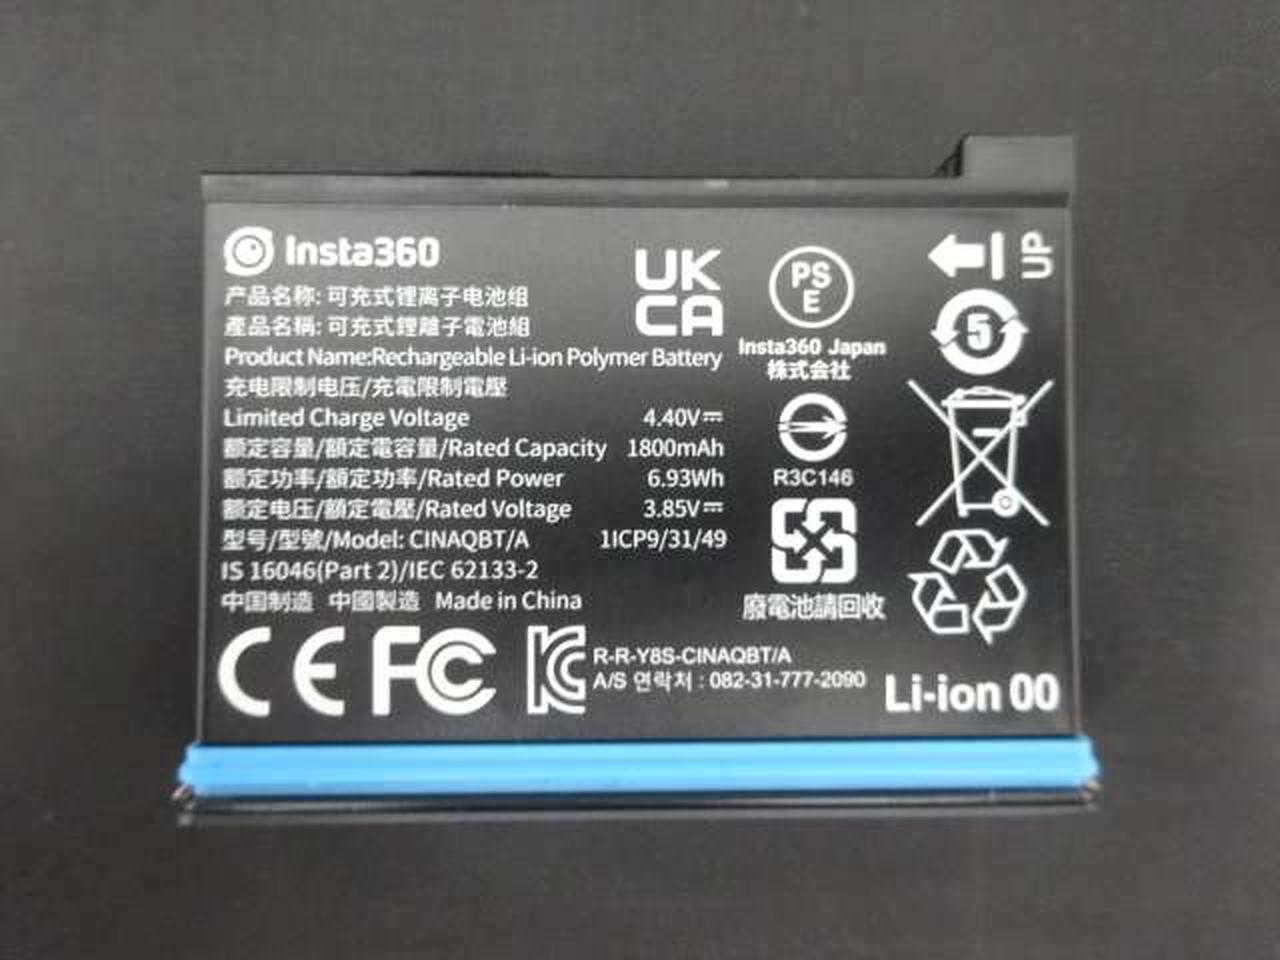 Insta360
产品名称: 可充式锂离子电池组
產品名稱: 可充式鋰離子電池組
Product Name:Rechargeable Li-ion Polymer Battery
充电限制电压/充電限制電壓
Limited Charge Voltage 4.40V⎓
额定容量/額定電容量/Rated Capacity 1800mAh
额定功率/額定功率/Rated Power 6.93Wh
额定电压/額定電壓/Rated Voltage 3.85V⎓
型号/型號/Model: CINAQBT/A 1ICP9/31/49
IS 16046(Part 2)/IEC 62133-2
中国制造 中國製造 Made in China
CE FC KC
R-R-Y8S-CINAQBT/A
A/S 연락처 : 082-31-777-2090
UK
CA
PS
E
Insta360 Japan
株式会社
R3C146
廢電池請回收
UP
5
Li-ion 00